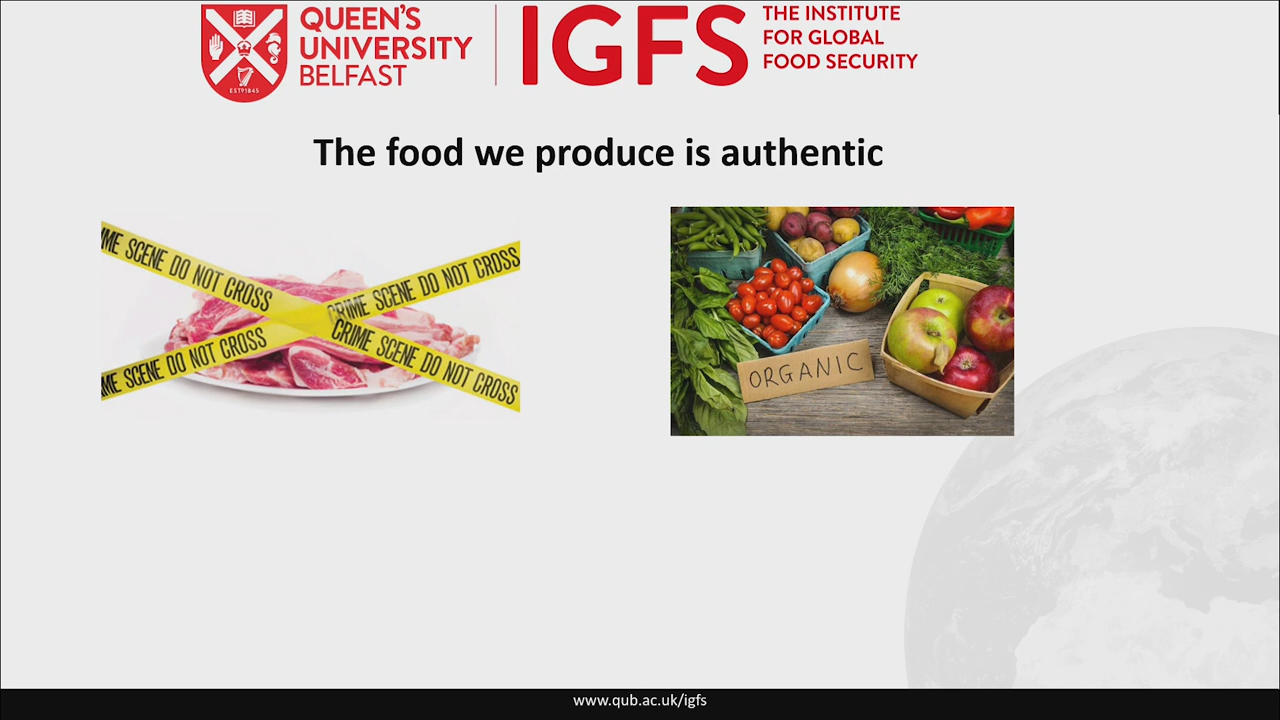 QUEEN'S
UNIVERSITY
BELFAST
ESTD1845
IGFS
THE INSTITUTE
FOR GLOBAL
FOOD SECURITY
The food we produce is authentic
IME SCENE DO NOT CROSS
CRIME SCENE DO NOT CROSS
ME SCENE DO NOT CROSS
CRIME SCENE DO NOT CROSS
ORGANIC
www.qub.ac.uk/igfs